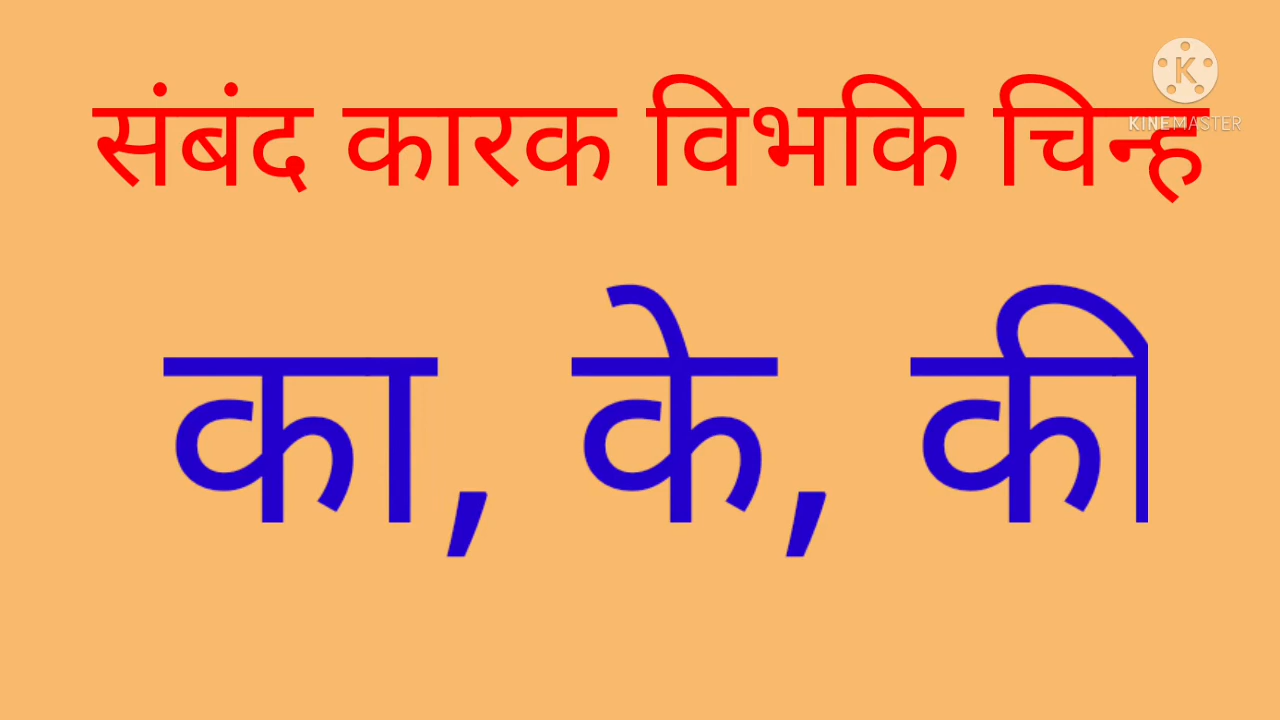 संबंद कारक विभकि चिन्ह
K
KINEMASTER
का, के, की